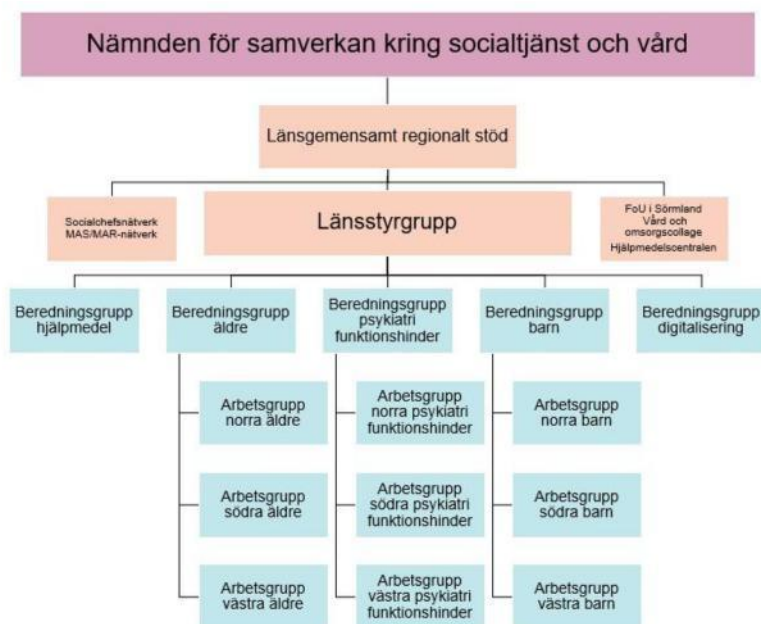 Nämnden för samverkan kring socialtjänst och vård
Länsgemensamt regionalt stöd
Socialchefsnätverk
MAS/MAR-nätverk
Länsstyrgrupp
FoU i Sörmland
Vård och
omsorgscollage
Hjälpmedelscentralen
Beredningsgrupp
hjälpmedel
Beredningsgrupp
äldre
Beredningsgrupp
psykiatri
funktionshinder
Beredningsgrupp
barn
Beredningsgrupp
digitalisering
Arbetsgrupp
norra äldre
Arbetsgrupp
norra psykiatri
funktionshinder
Arbetsgrupp
norra barn
Arbetsgrupp
södra äldre
Arbetsgrupp
södra psykiatri
funktionshinder
Arbetsgrupp
södra barn
Arbetsgrupp
västra äldre
Arbetsgrupp
västra psykiatri
funktionshinder
Arbetsgrupp
västra barn